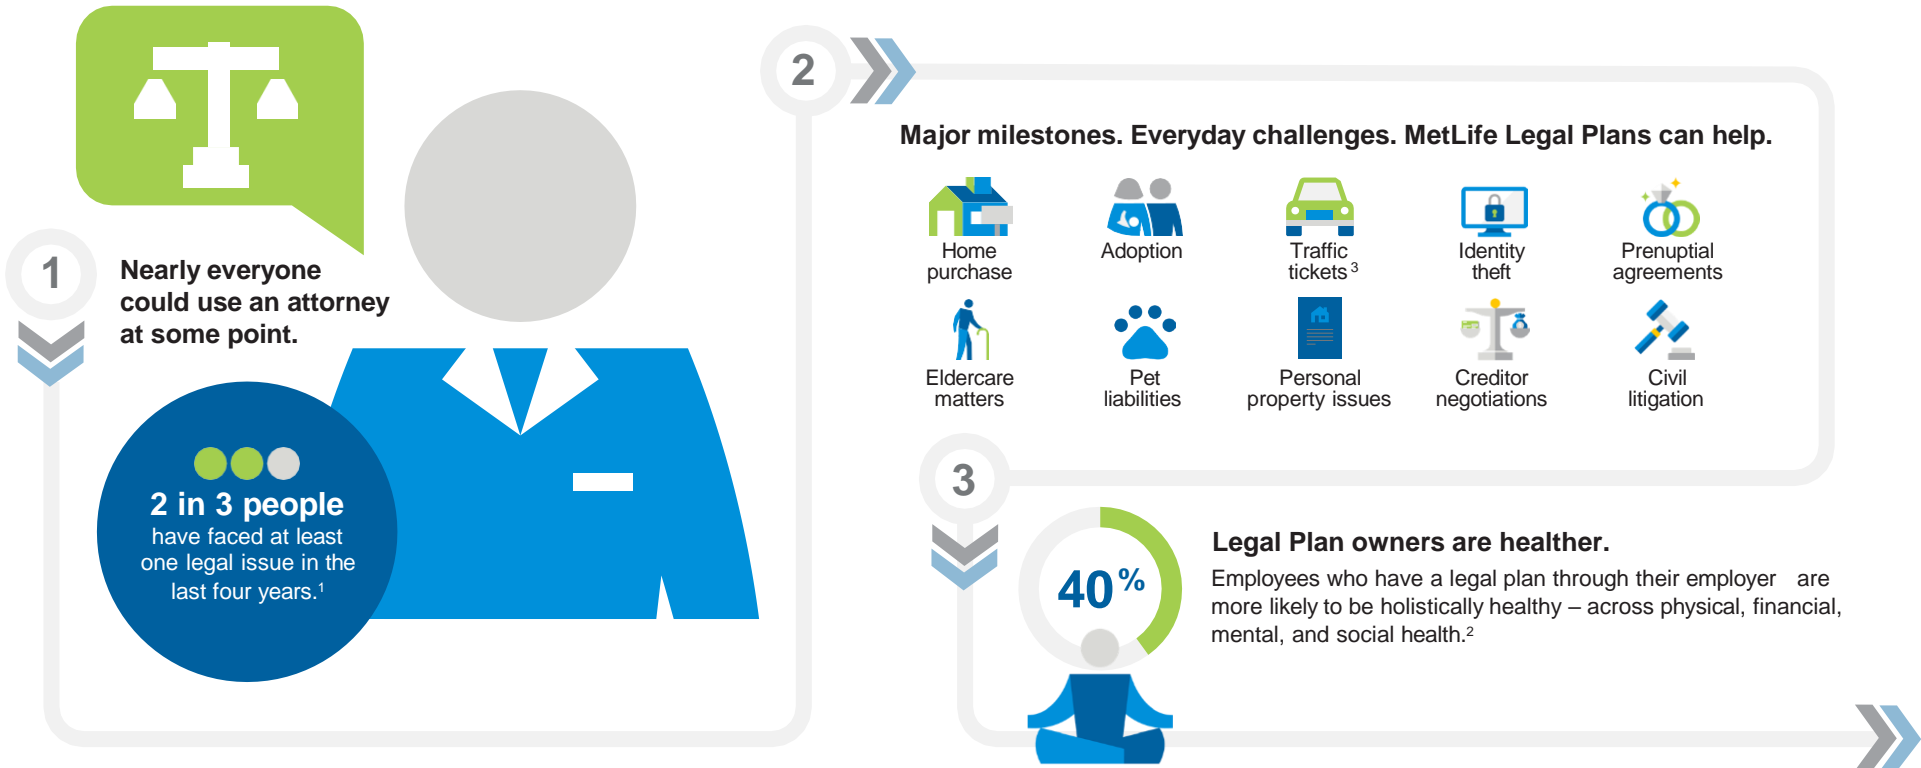 1
Nearly everyone
could use an attorney
at some point.
2 in 3 people
have faced at least
one legal issue in the
last four years.1
2
Major milestones. Everyday challenges. MetLife Legal Plans can help.
Home
purchase
Adoption
Traffic
tickets 3
Identity
theft
Prenuptial
agreements
Eldercare
matters
Pet
liabilities
Personal
property issues
Creditor
negotiations
Civil
litigation
3
40%
Legal Plan owners are healther.
Employees who have a legal plan through their employer are
more likely to be holistically healthy – across physical, financial,
mental, and social health.2